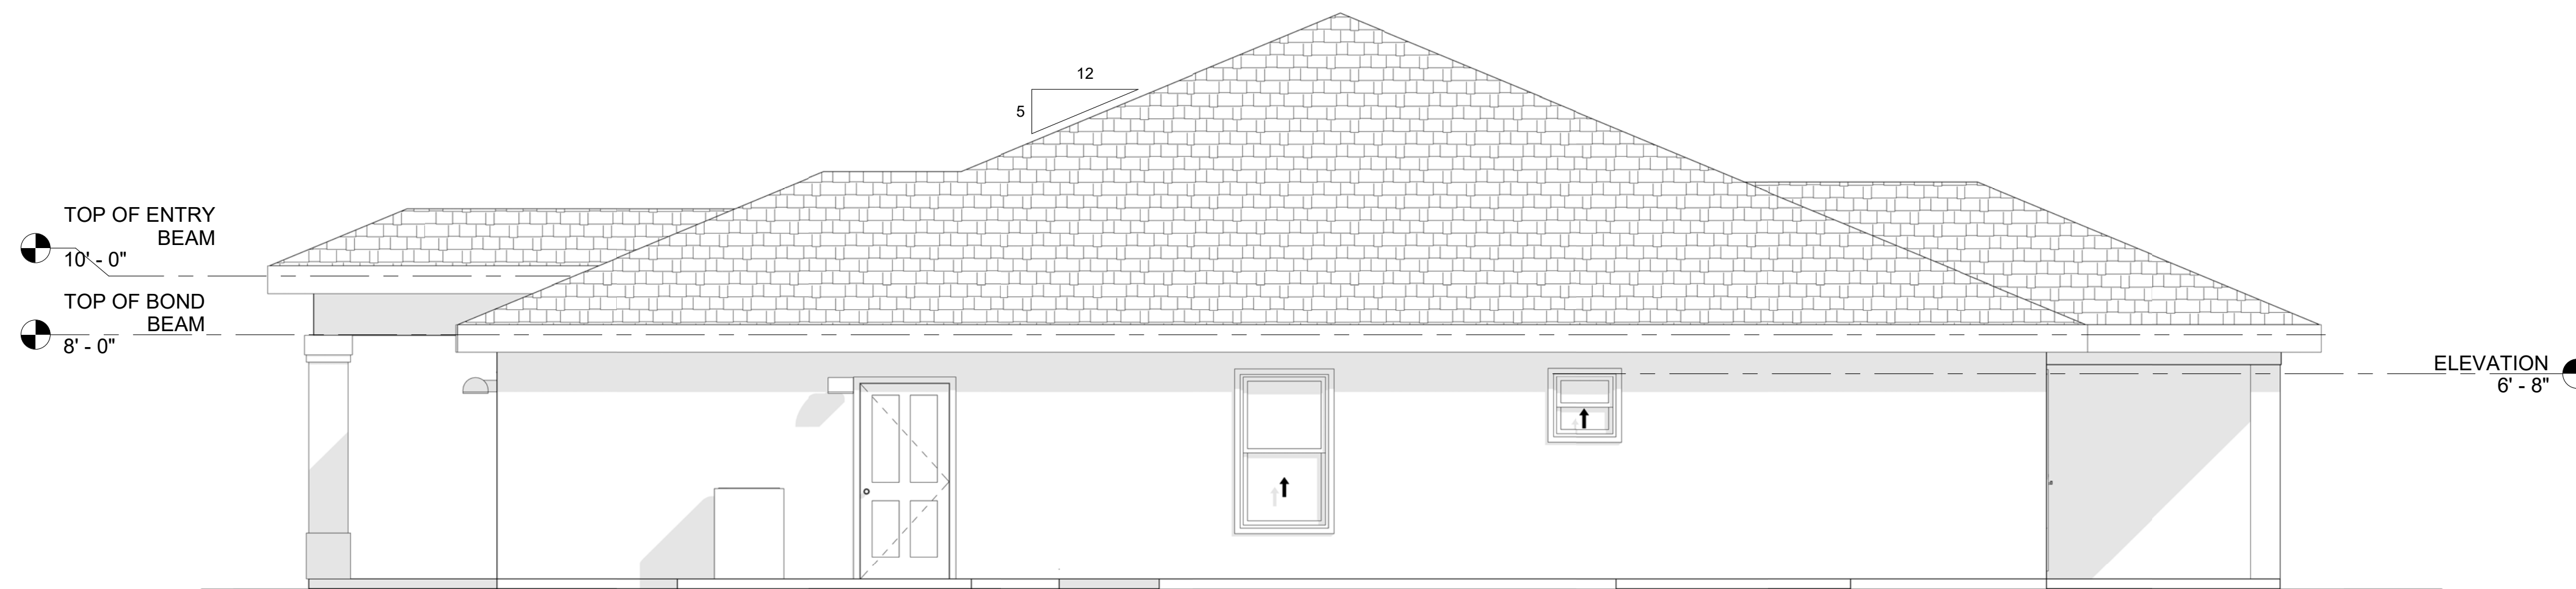 12
5
TOP OF ENTRY
BEAM
10' - 0"
TOP OF BOND
BEAM
8' - 0"
ELEVATION
6' - 8"